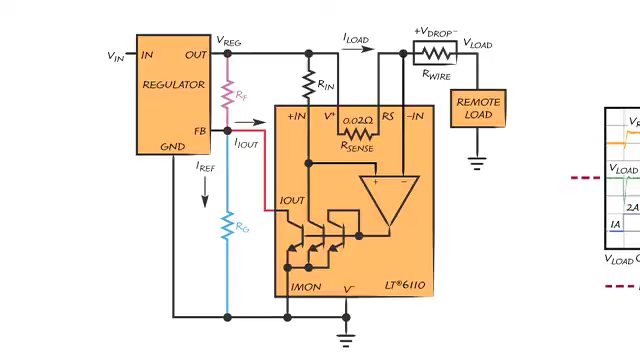 +VDROP−
ILOAD
VREG
VLOAD
VIN
IN
OUT
REGULATOR
RIN
RWIRE
RF
REMOTE
LOAD
+IN
V+
0.02Ω
RS
−IN
RSENSE
FB
IIOUT
GND
IREF
VLOAD
IOUT
+
−
2A
1A
RG
IMON
V−
LT®6110